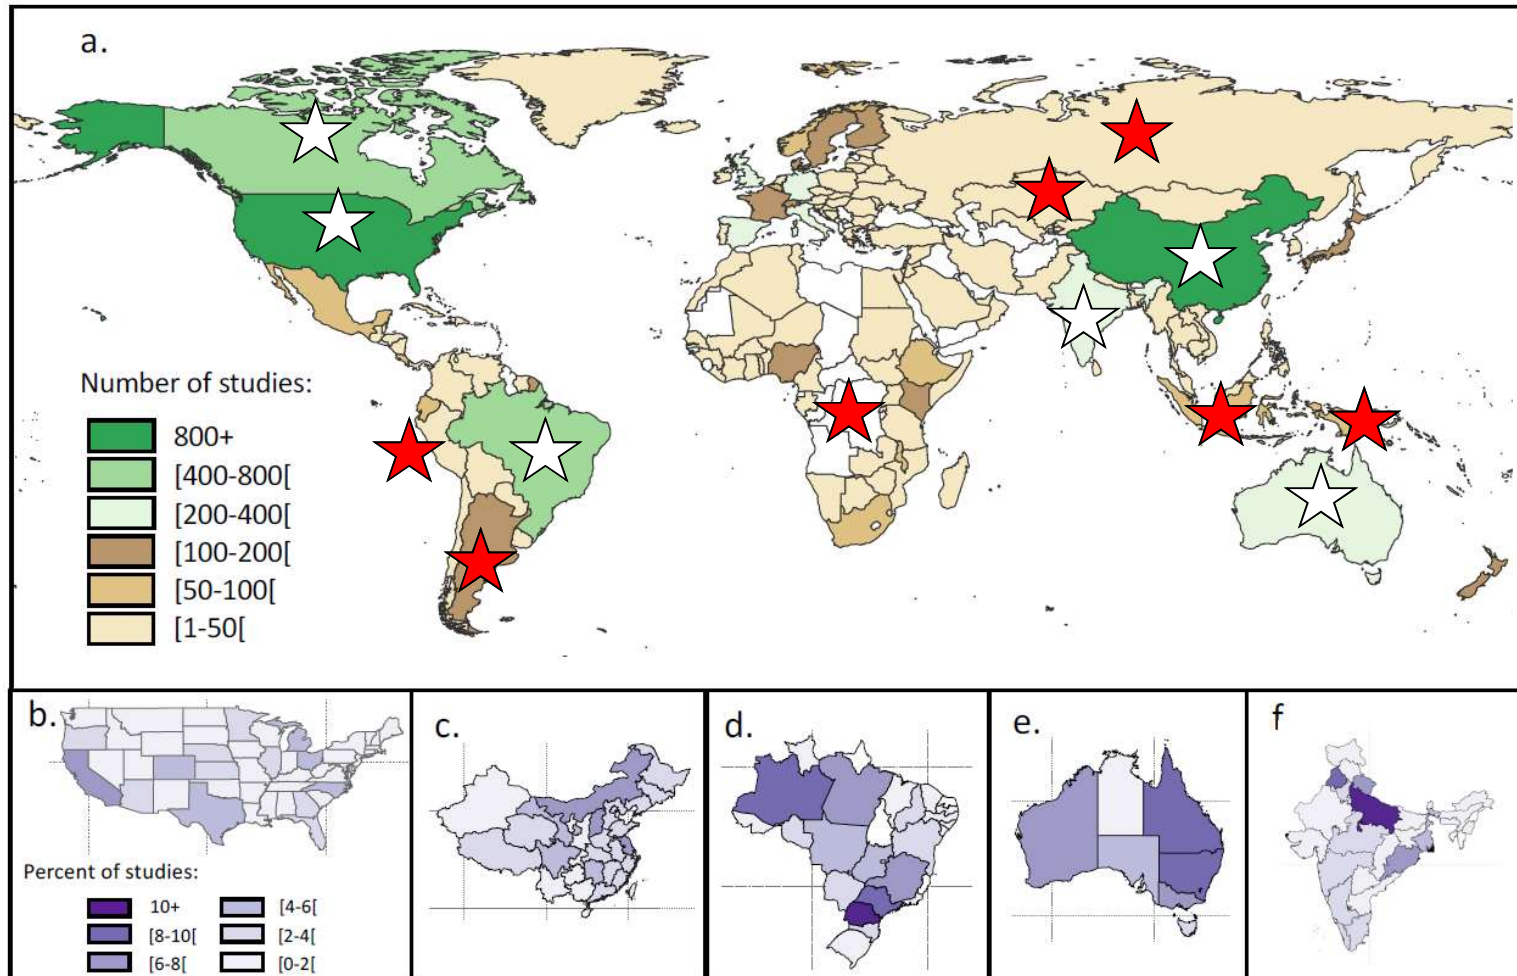 a.
Number of studies:
800+
[400-800[
[200-400[
[100-200[
[50-100[
[1-50[
b.
c.
d.
e.
f
Percent of studies:
10+
[8-10[
[6-8[
[4-6[
[2-4[
[0-2[